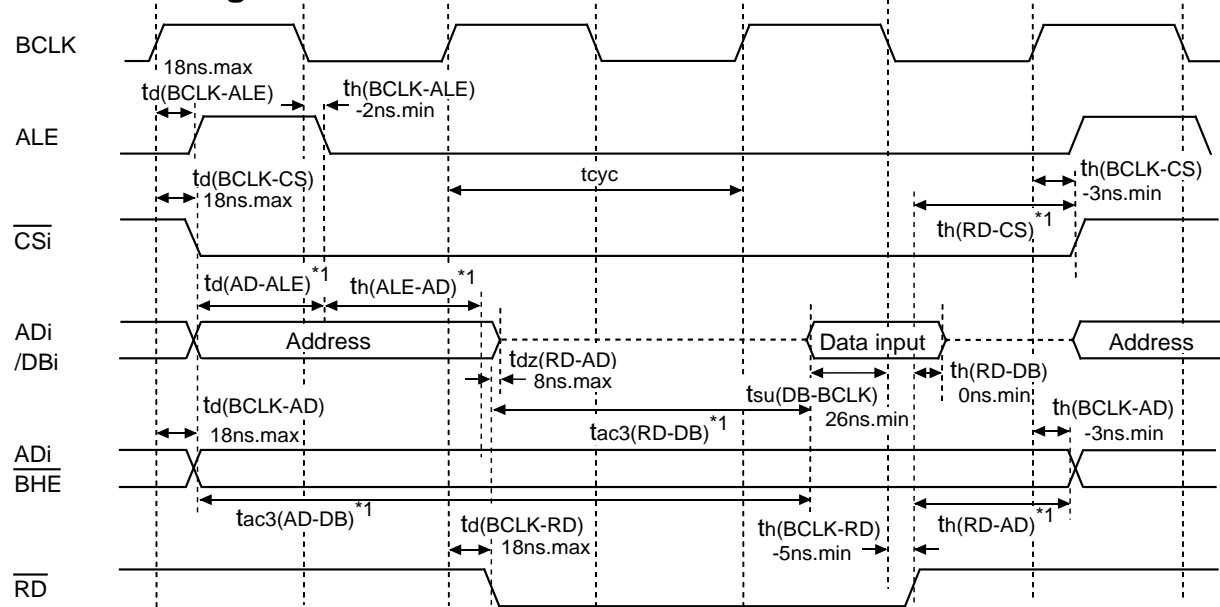 BCLK
18ns.max
td(BCLK-ALE)
th(BCLK-ALE)
-2ns.min
ALE
td(BCLK-CS)
18ns.max
tcyc
th(BCLK-CS)
-3ns.min
th(RD-CS)*1
CSi
td(AD-ALE)*1
th(ALE-AD)*1
ADi
/DBi
Address
Data input
Address
tdz(RD-AD)
8ns.max
th(RD-DB)
0ns.min
tsu(DB-BCLK)
26ns.min
td(BCLK-AD)
18ns.max
tac3(RD-DB)*1
th(BCLK-AD)
-3ns.min
ADi
BHE
tac3(AD-DB)*1
td(BCLK-RD)
18ns.max
th(BCLK-RD)
-5ns.min
th(RD-AD)*1
RD